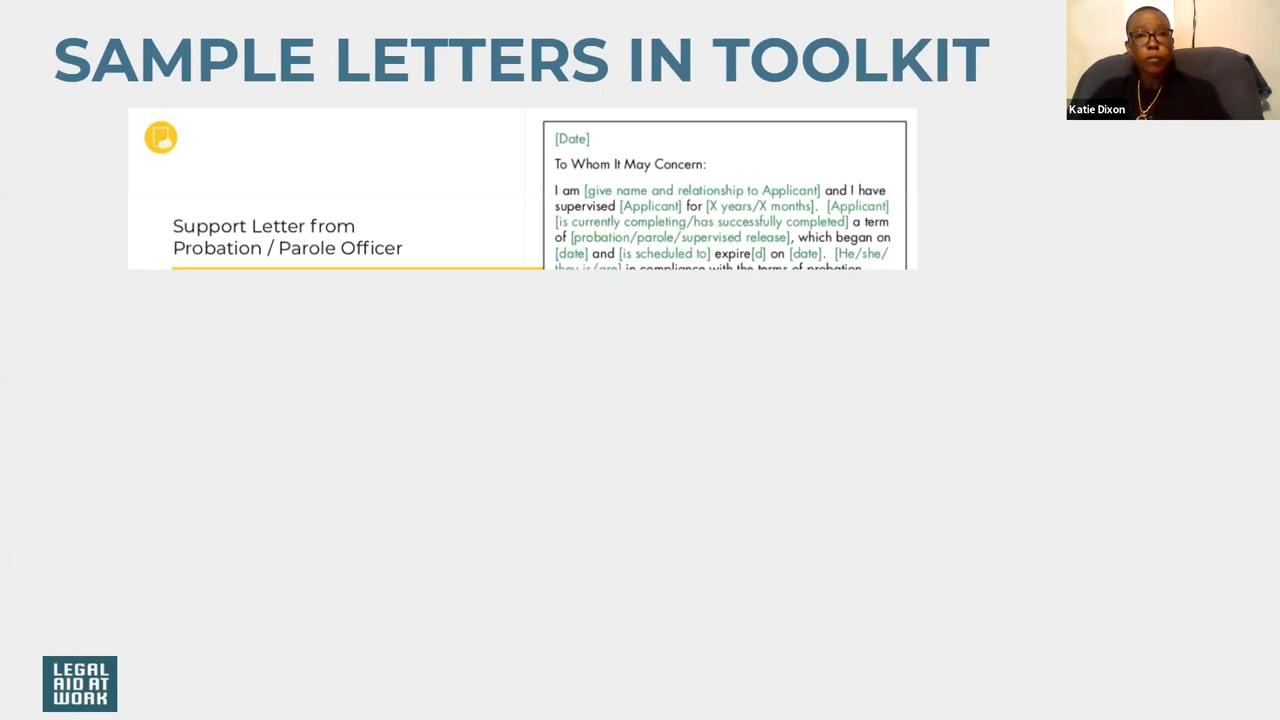 SAMPLE LETTERS IN TOOLKIT
Katie Dixon
Support Letter from
Probation / Parole Officer
[Date]
To Whom It May Concern:
I am [give name and relationship to Applicant] and I have
supervised [Applicant] for [X years/X months]. [Applicant]
[is currently completing/has successfully completed] a term
of [probation/parole/supervised release], which began on
[date] and [is scheduled to] expire[d] on [date]. [He/she/
they is/are] in compliance with the terms of probation
LEGAL
AID AT
WORK